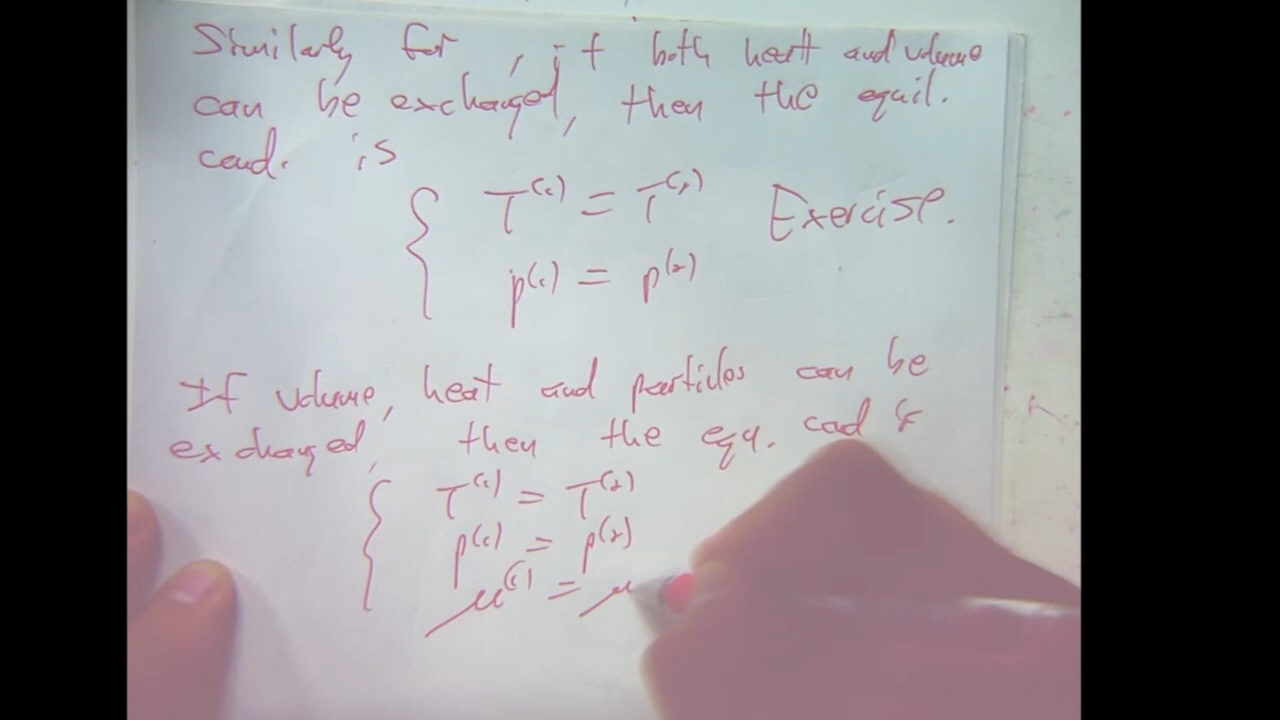 Similarly for , if both heat and volume
can be exchanged, then the equil.
cond. is
T⁽¹⁾ = T⁽²⁾ Exercise.
p⁽¹⁾ = p⁽²⁾
If volume, heat and particles can be
exchanged, then the equ. cond is
T⁽¹⁾ = T⁽²⁾
p⁽¹⁾ = p⁽²⁾
μ⁽¹⁾ = μ